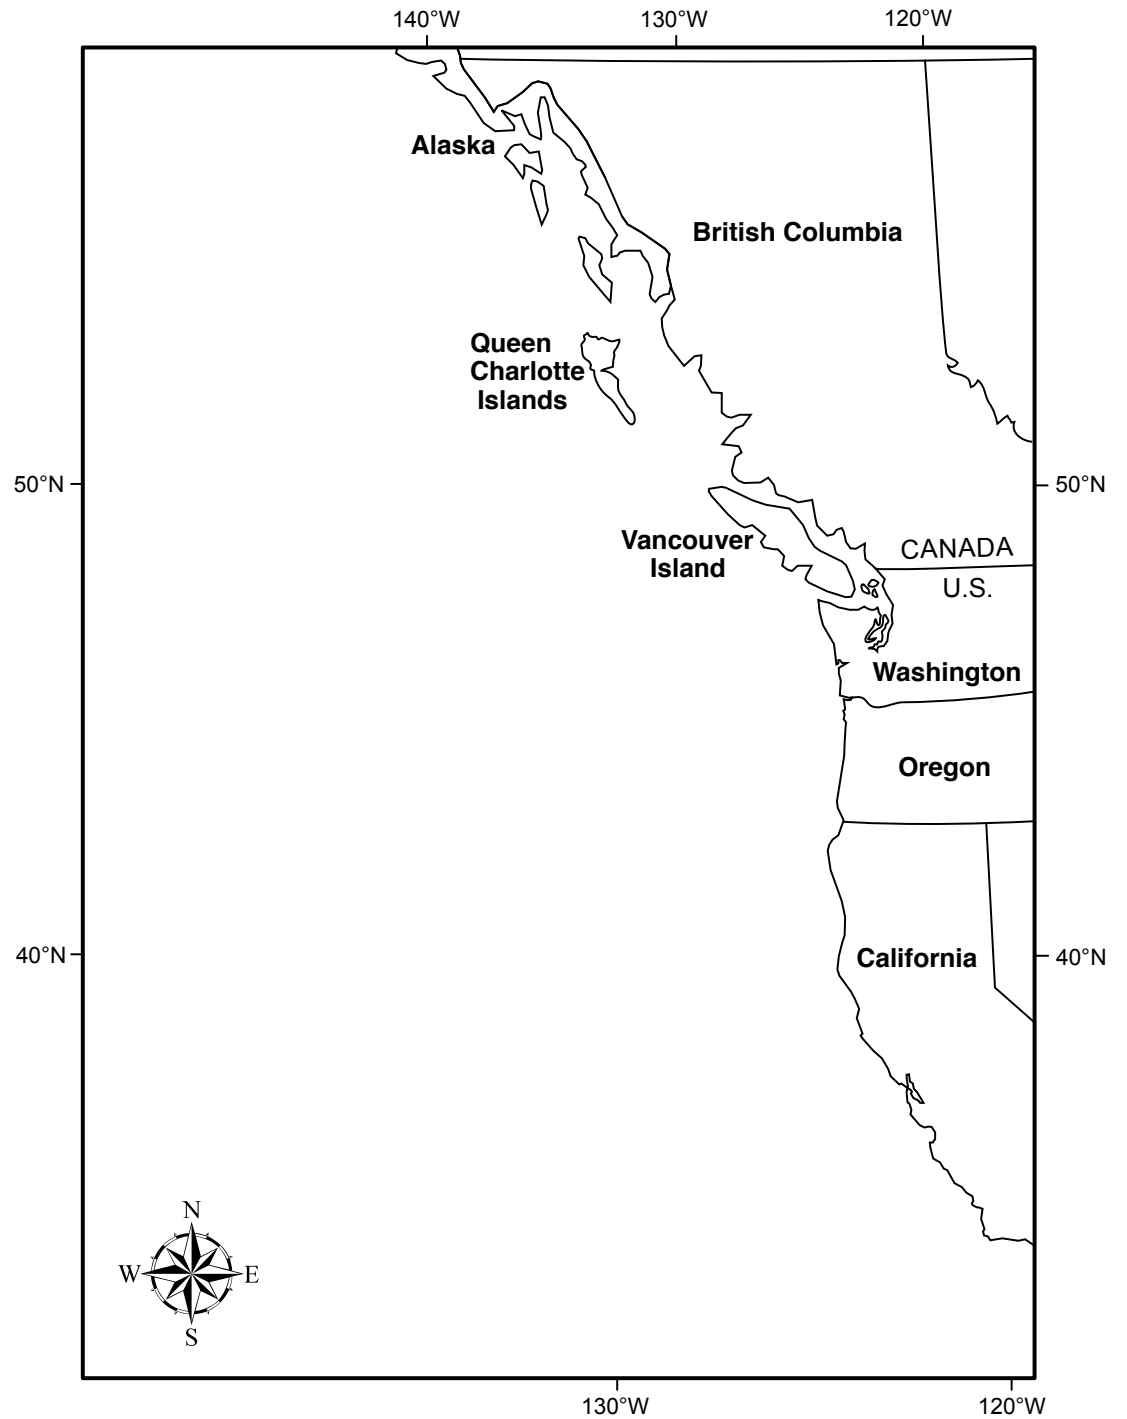 140°W 130°W 120°W
Alaska
British Columbia
Queen
Charlotte
Islands
50°N 50°N
Vancouver
Island
CANADA
U.S.
Washington
Oregon
40°N 40°N
California
N
W E
S
130°W 120°W